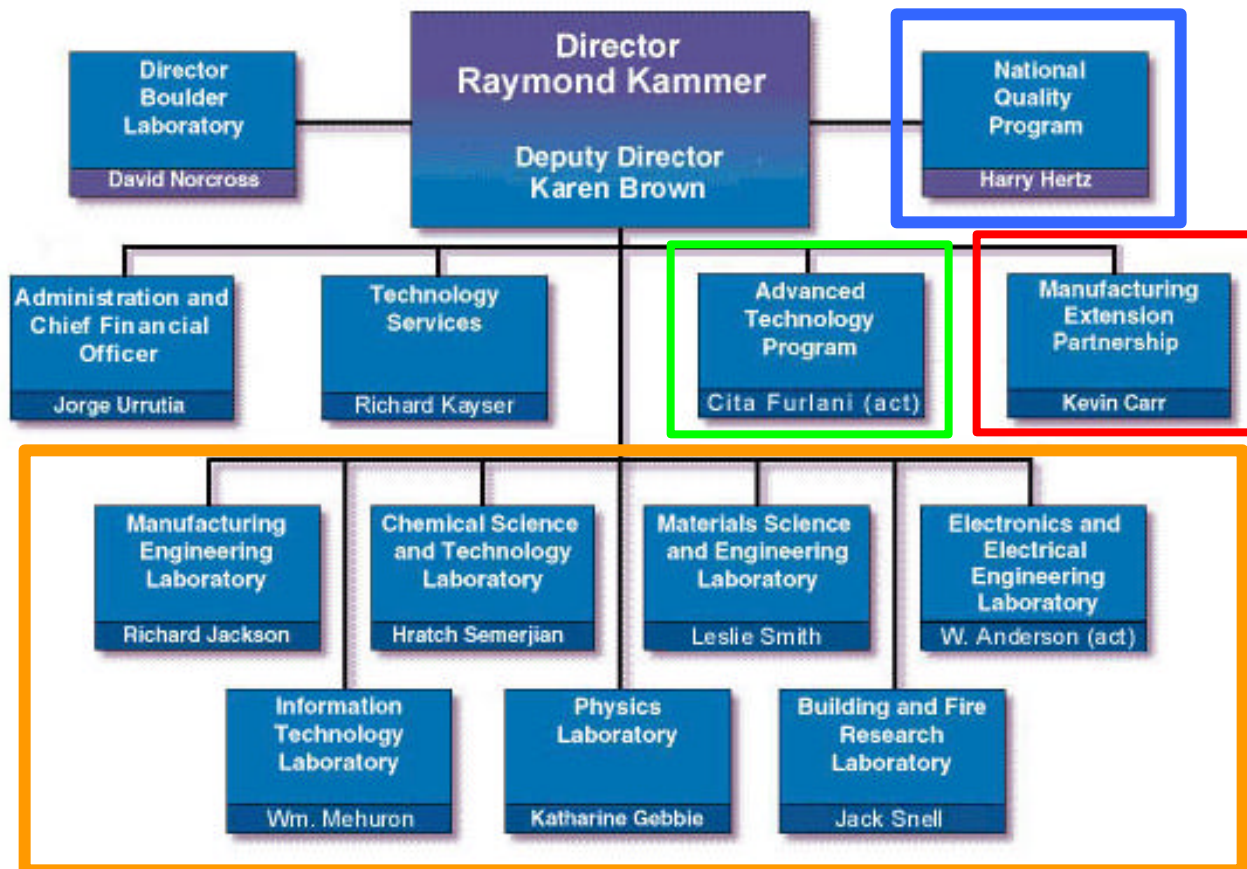 Director
Raymond Kammer
Deputy Director
Karen Brown
Director
Boulder
Laboratory
David Norcross
National
Quality
Program
Harry Hertz
Administration and
Chief Financial
Officer
Jorge Urrutia
Technology
Services
Richard Kayser
Advanced
Technology
Program
Cita Furlani (act)
Manufacturing
Extension
Partnership
Kevin Carr
Manufacturing
Engineering
Laboratory
Richard Jackson
Chemical Science
and Technology
Laboratory
Hratch Semerjian
Materials Science
and Engineering
Laboratory
Leslie Smith
Electronics and
Electrical
Engineering
Laboratory
W. Anderson (act)
Information
Technology
Laboratory
Wm. Mehuron
Physics
Laboratory
Katharine Gebbie
Building and Fire
Research
Laboratory
Jack Snell